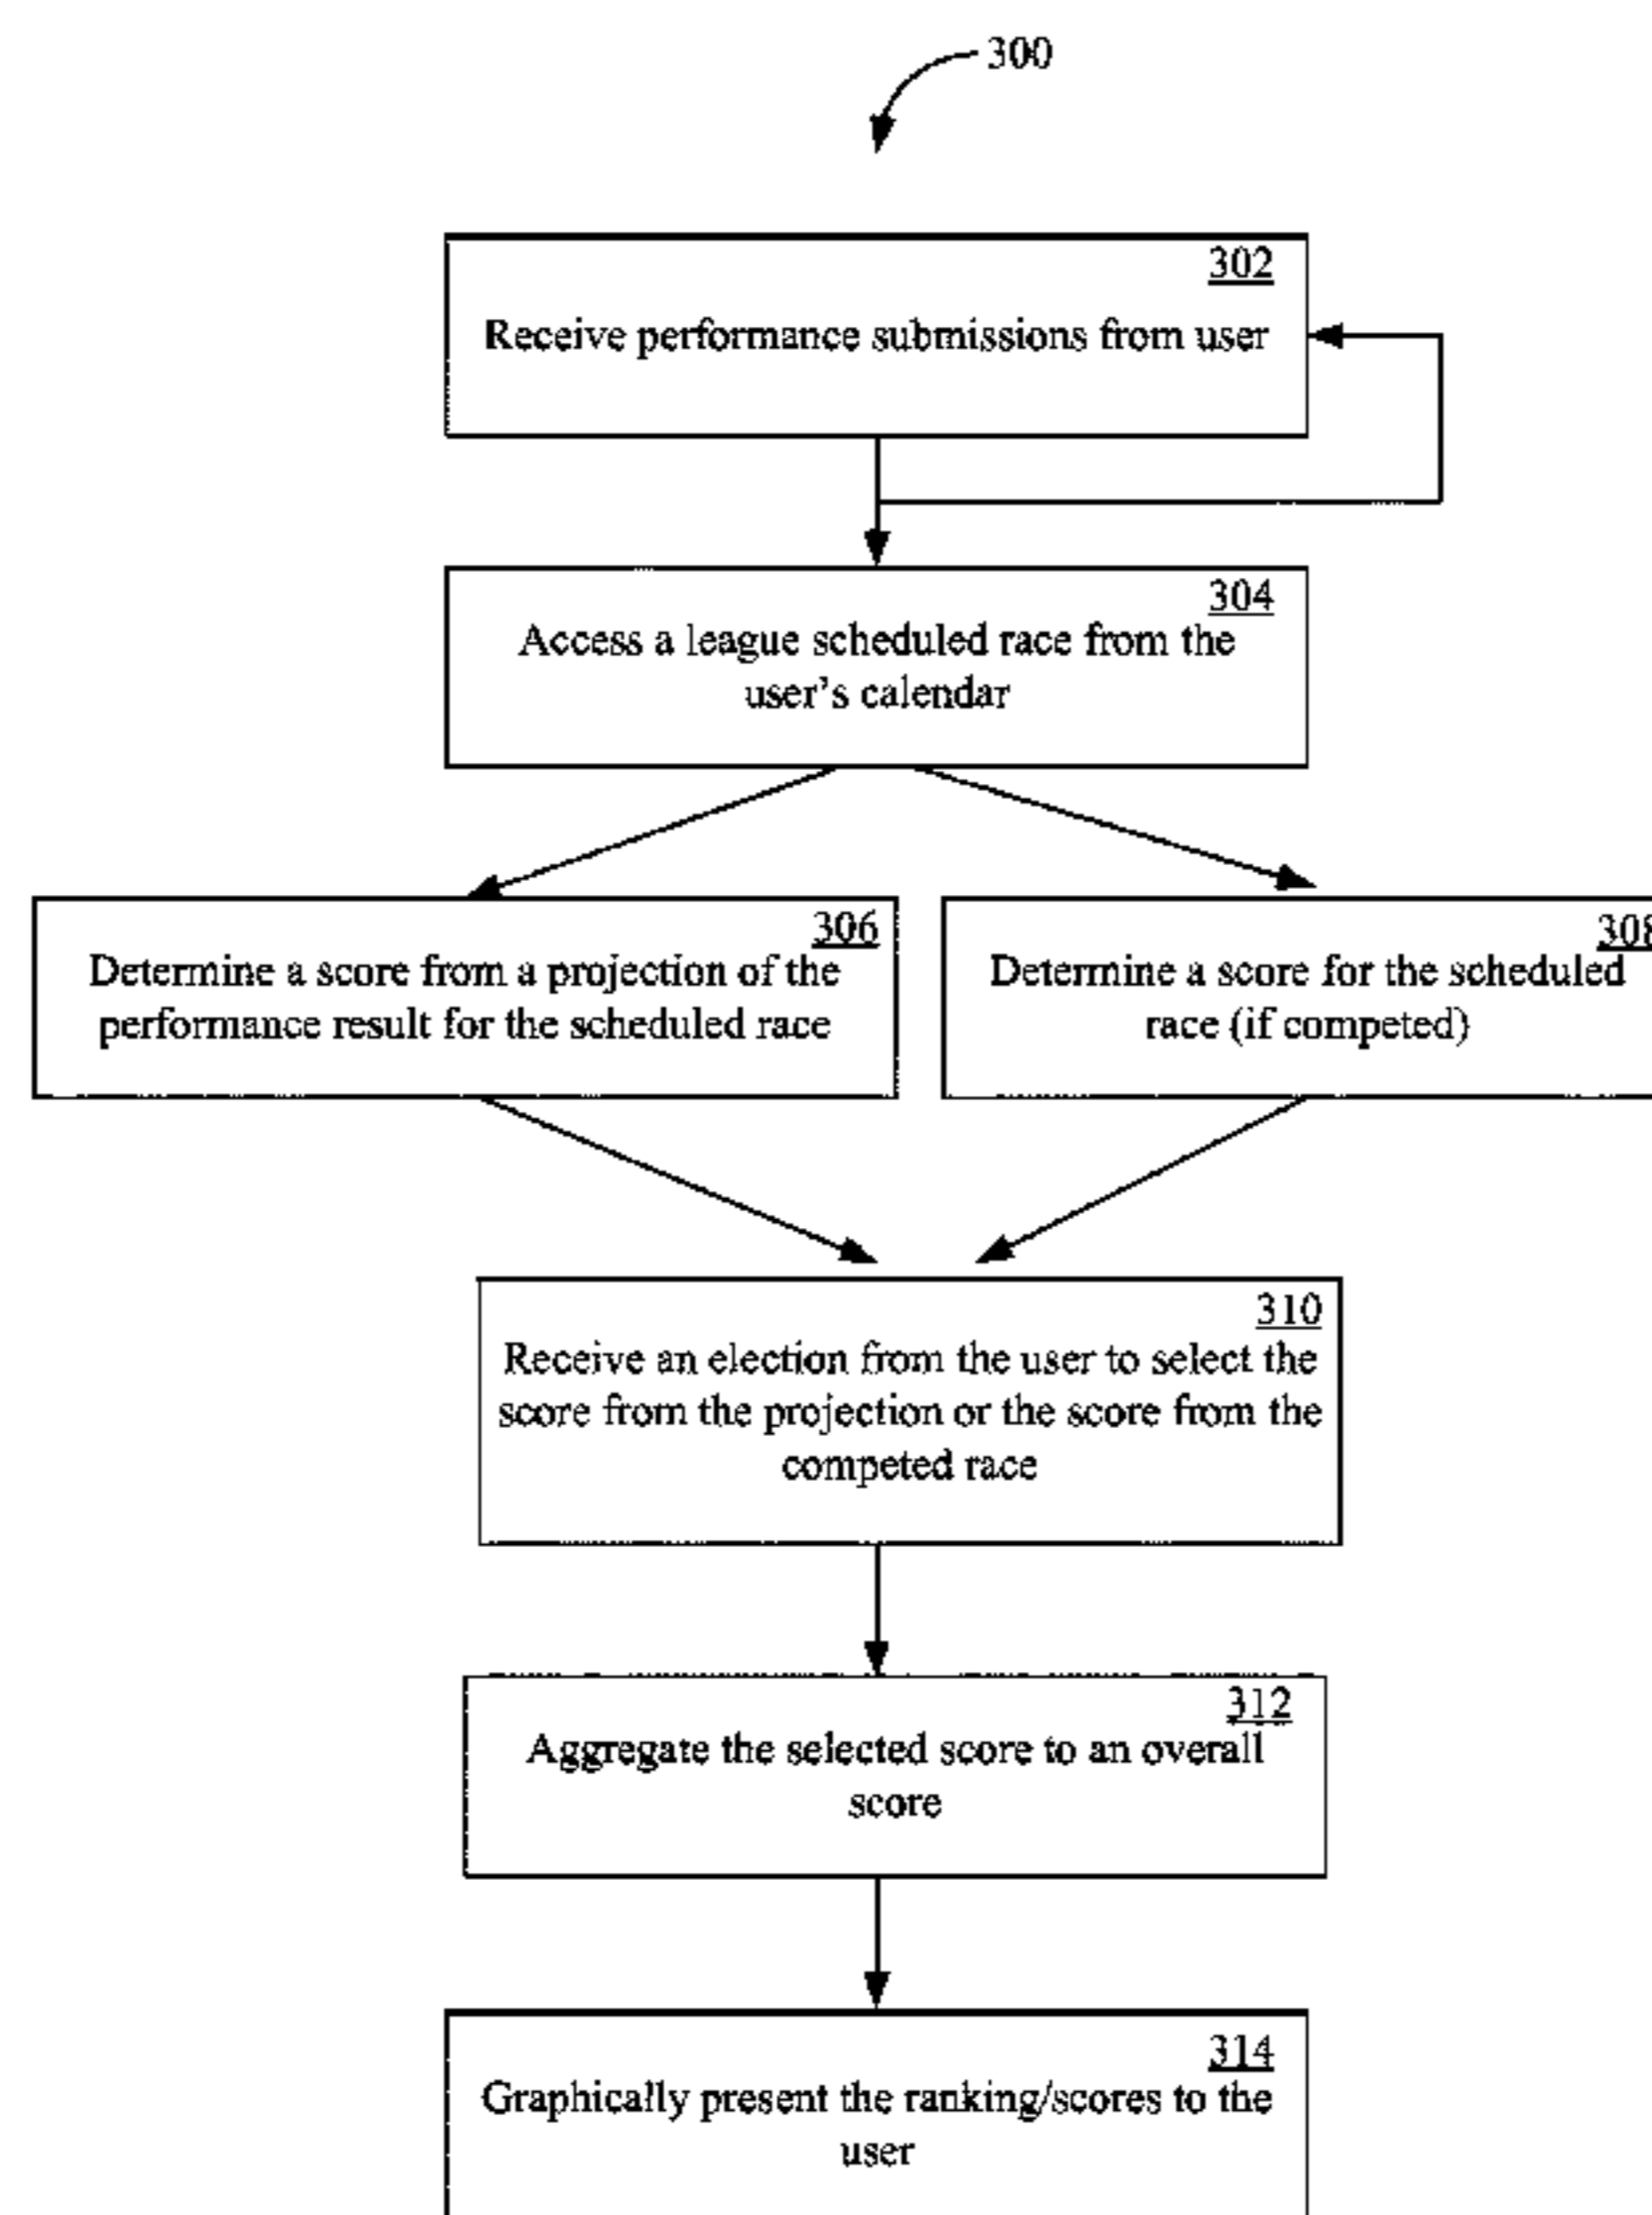 300
302
Receive performance submissions from user
304
Access a league scheduled race from the
user's calendar
306
Determine a score from a projection of the
performance result for the scheduled race
308
Determine a score for the scheduled
race (if competed)
310
Receive an election from the user to select the
score from the projection or the score from the
competed race
312
Aggregate the selected score to an overall
score
314
Graphically present the ranking/scores to the
user